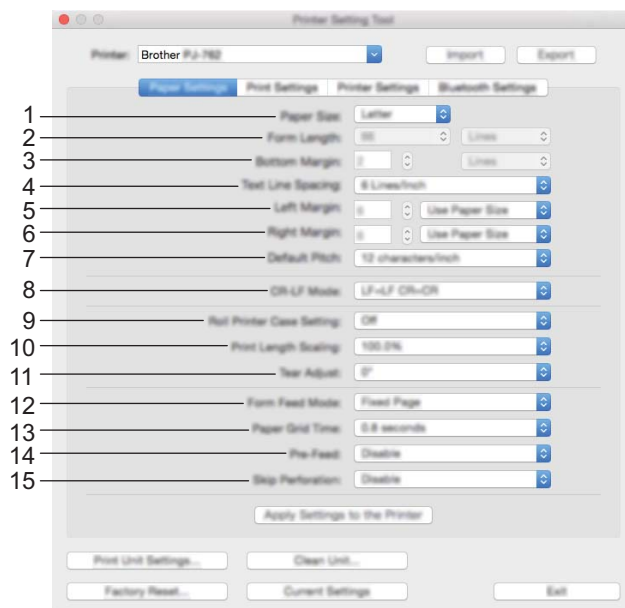 Printer Setting Tool
Printer: Brother PJ-762 Import Export
Paper Settings Print Settings Printer Settings Bluetooth Settings
1 Paper Size: Letter
2 Form Length: Lines
3 Bottom Margin: 2 Lines
4 Text Line Spacing: 6 Lines/Inch
5 Left Margin: Use Paper Size
6 Right Margin: Use Paper Size
7 Default Pitch: 12 characters/inch
8 CR-LF Mode: LF=LF CR=CR
9 Roll Printer Case Setting: Off
10 Print Length Scaling: 100.0%
11 Tear Adjust: 0"
12 Form Feed Mode: Fixed Page
13 Paper Grid Time: 0.8 seconds
14 Pre-Feed: Disable
15 Skip Perforation: Disable
Apply Settings to the Printer
Print Unit Settings... Clean Unit...
Factory Reset... Current Settings Exit